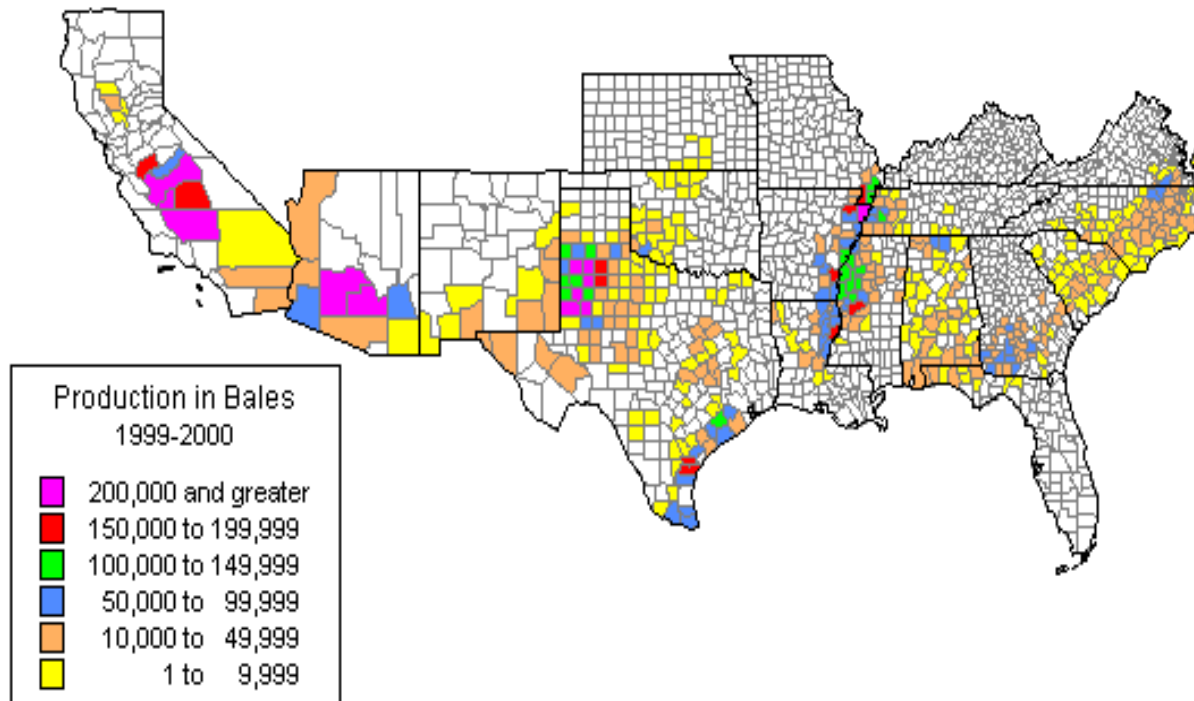 Production in Bales
1999-2000
200,000 and greater
150,000 to 199,999
100,000 to 149,999
50,000 to 99,999
10,000 to 49,999
1 to 9,999